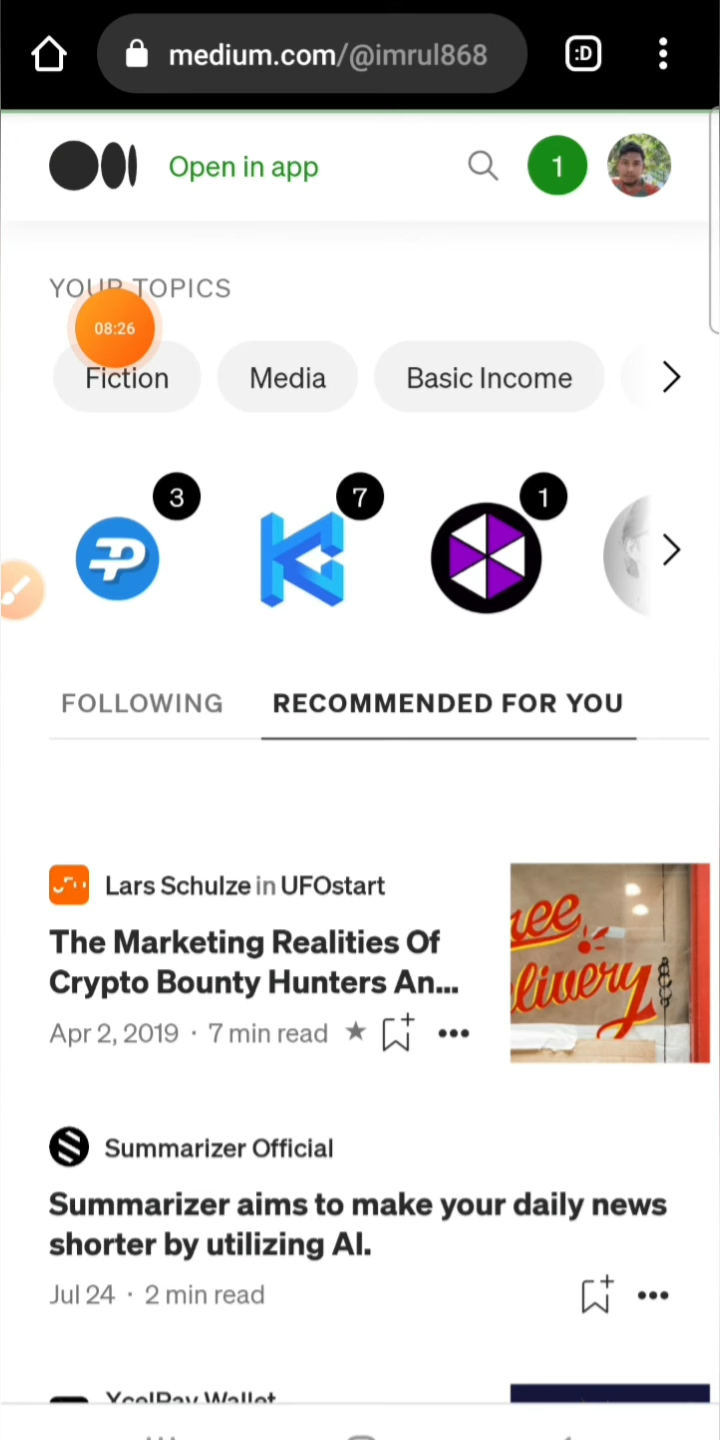 medium.com/@imrul868
:D
Open in app
1
YOUR TOPICS
08:26
Fiction
Media
Basic Income
3
7
1
FOLLOWING
RECOMMENDED FOR YOU
Lars Schulze in UFOstart
The Marketing Realities Of
Crypto Bounty Hunters An...
Apr 2, 2019 · 7 min read
livery
Summarizer Official
Summarizer aims to make your daily news
shorter by utilizing AI.
Jul 24 · 2 min read
XcelPay Wallet